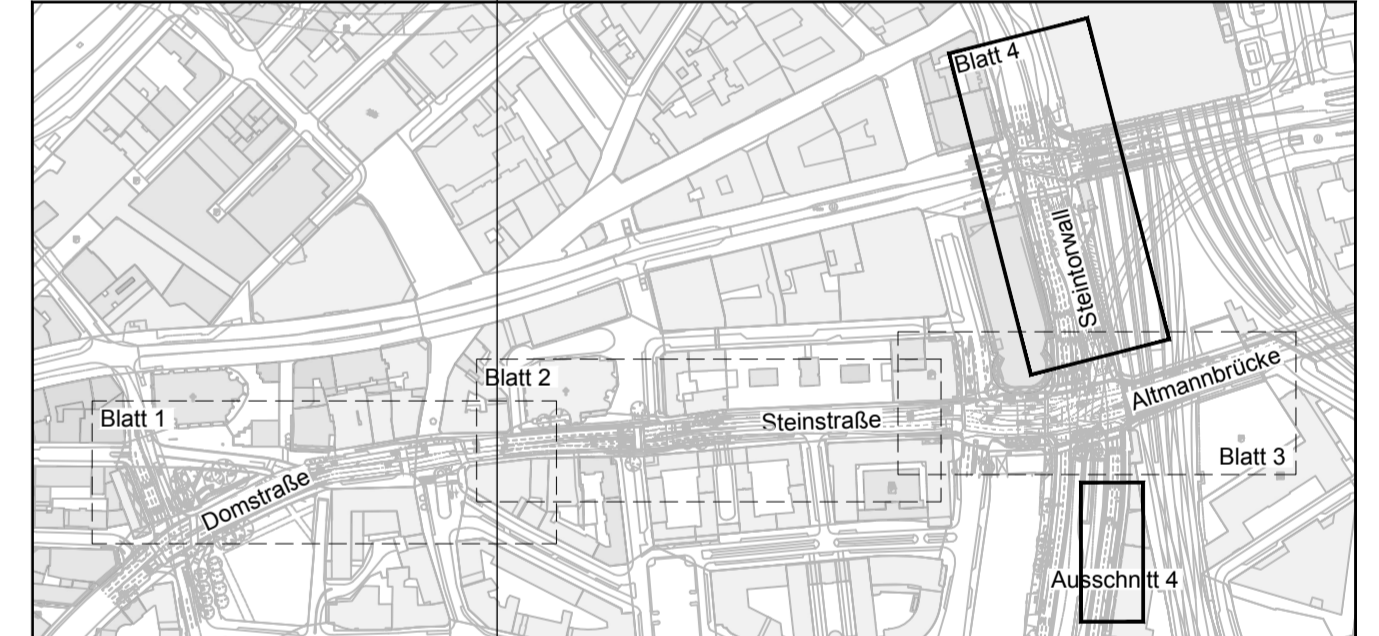 Blatt 4
Steintorwall
Altmannbrücke
Blatt 2
Blatt 1
Steinstraße
Blatt 3
Domstraße
Ausschnitt 4